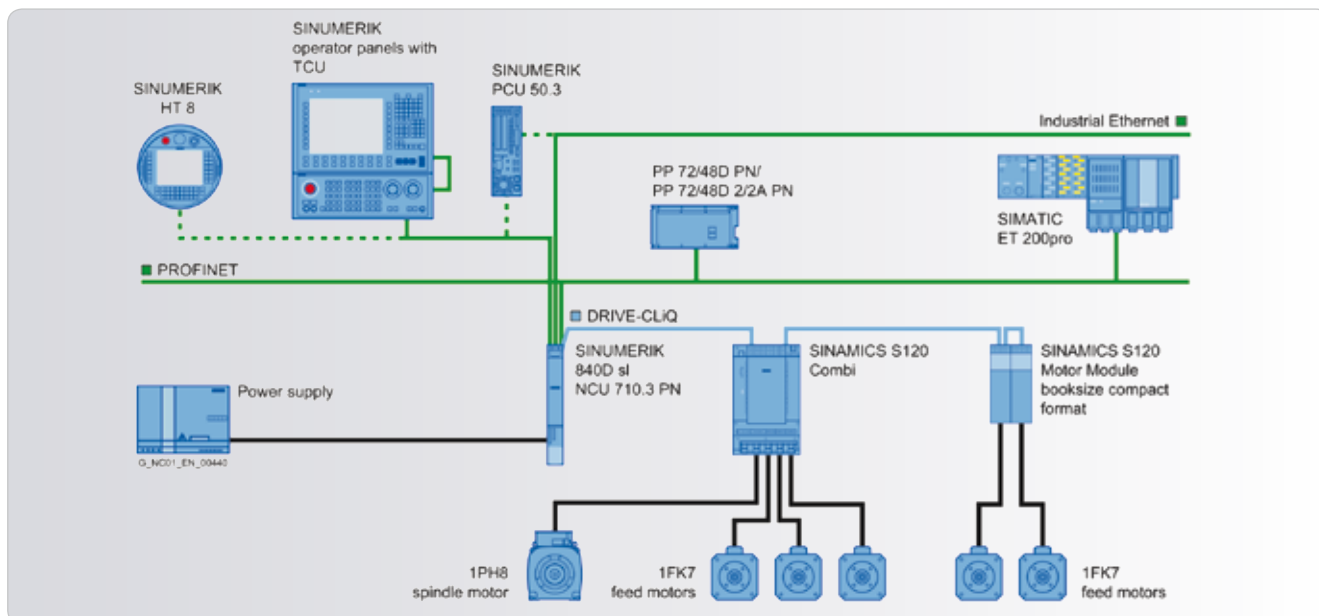 SINUMERIK
operator panels with
TCU
SINUMERIK
HT 8
SINUMERIK
PCU 50.3
Industrial Ethernet
PP 72/48D PN/
PP 72/48D 2/2A PN
SIMATIC
ET 200pro
PROFINET
DRIVE-CLiQ
SINUMERIK
840D sl
NCU 710.3 PN
SINAMICS S120
Combi
SINAMICS S120
Motor Module
booksize compact
format
Power supply
G_NC01_EN_00440
1PH8
spindle motor
1FK7
feed motors
1FK7
feed motors